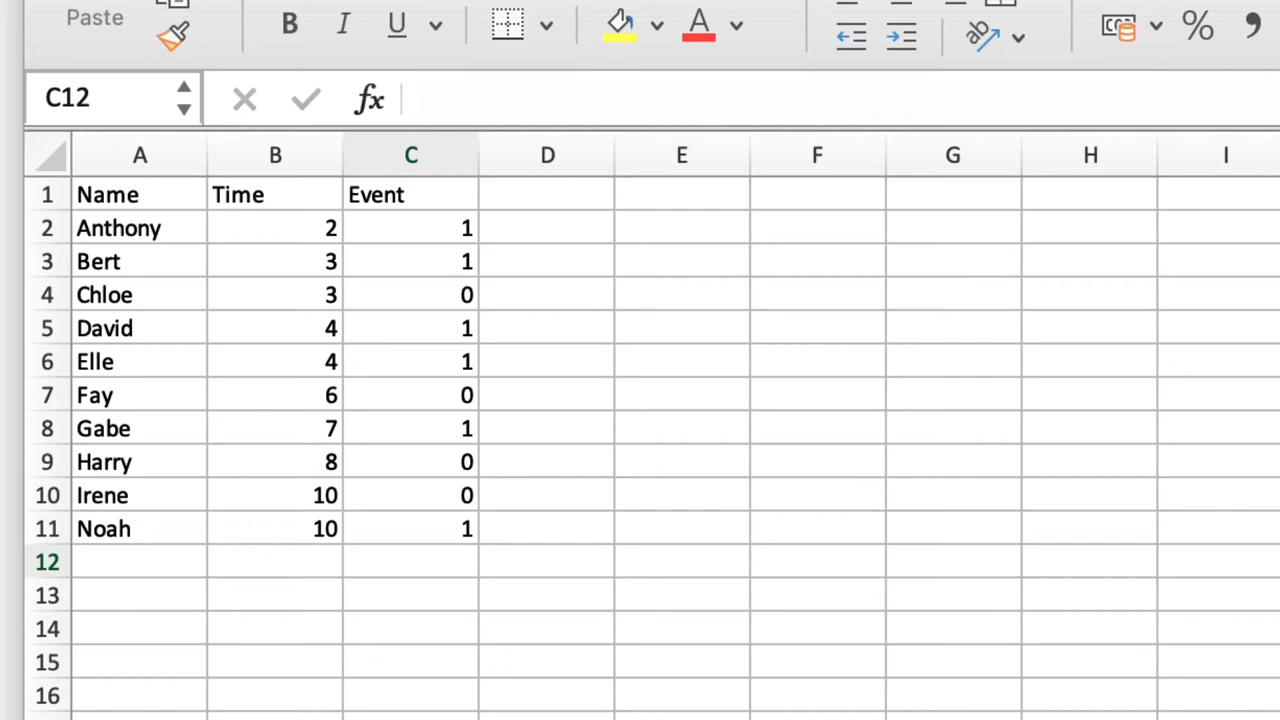 Paste
B I U A % 
C12 fx
A B C D E F G H I
1 Name Time Event
2 Anthony 2 1
3 Bert 3 1
4 Chloe 3 0
5 David 4 1
6 Elle 4 1
7 Fay 6 0
8 Gabe 7 1
9 Harry 8 0
10 Irene 10 0
11 Noah 10 1
12
13
14
15
16